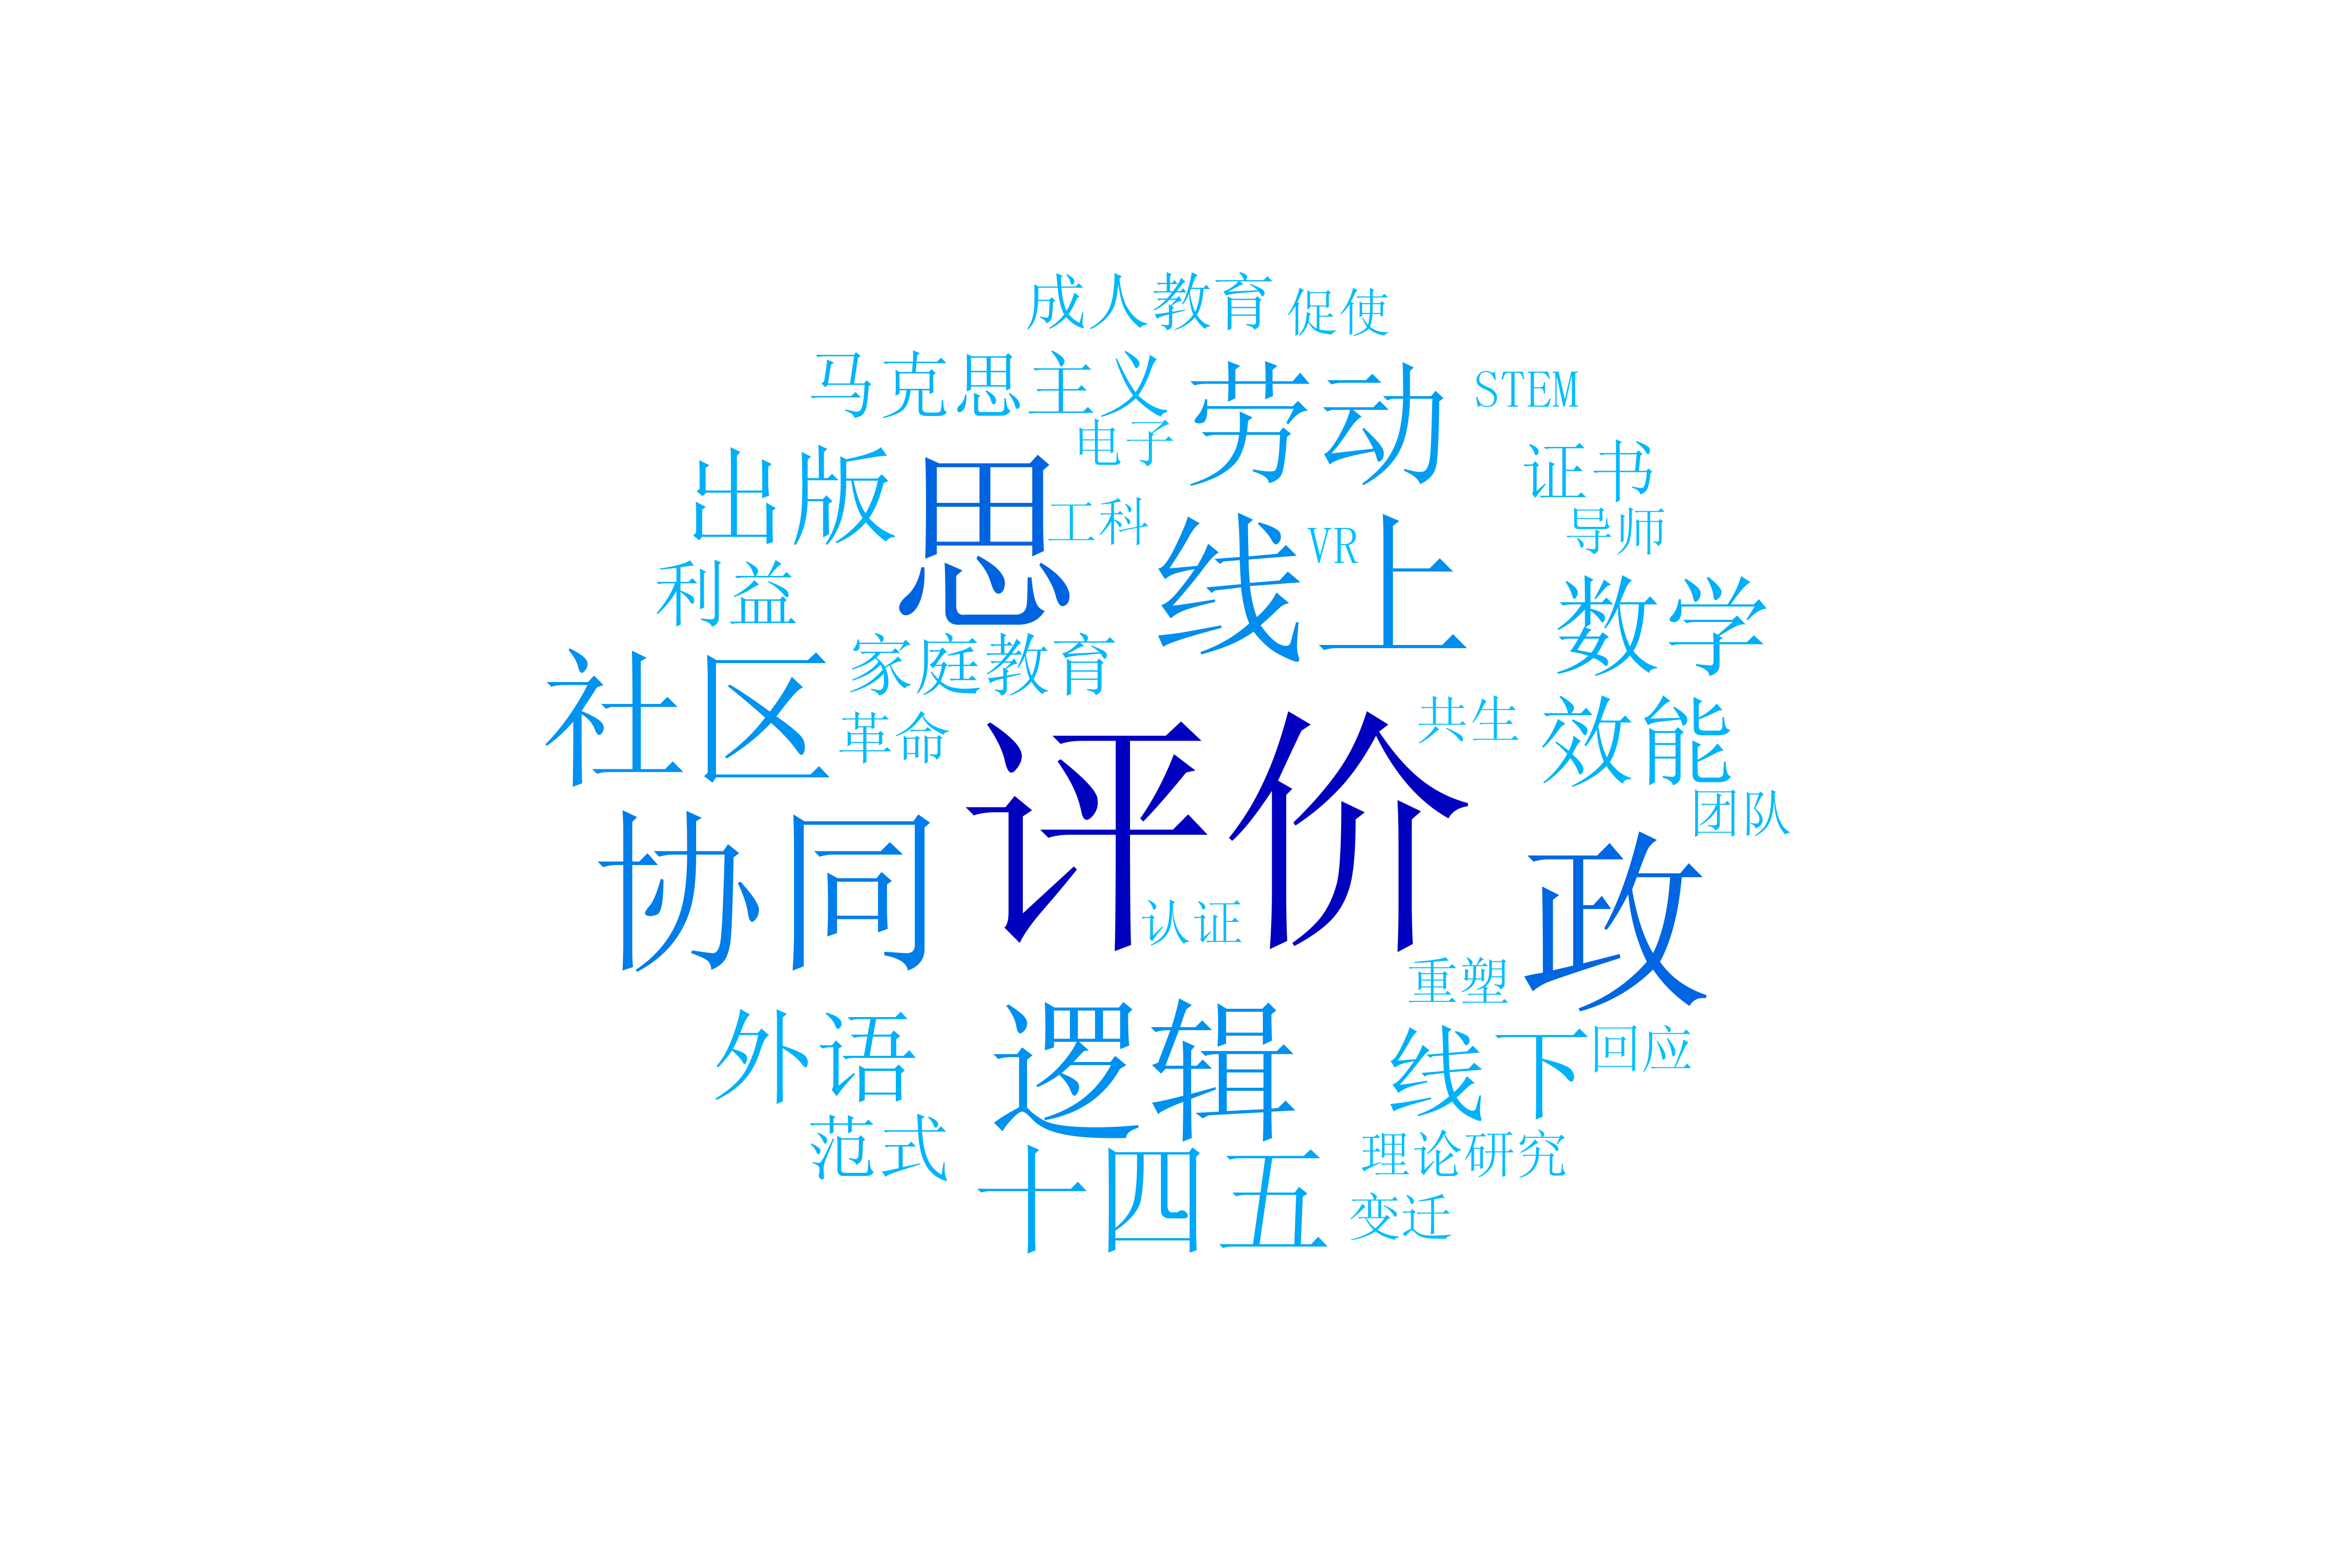 成人教育
促使
马克思主义
劳动
STEM
电子
证书
出版
思
工科
线上
VR
导师
利益
数学
家庭教育
社区
革命
评价
共生
效能
团队
协同
政
认证
重塑
外语
逻辑
线下
回应
范式
十四五
理论研究
变迁